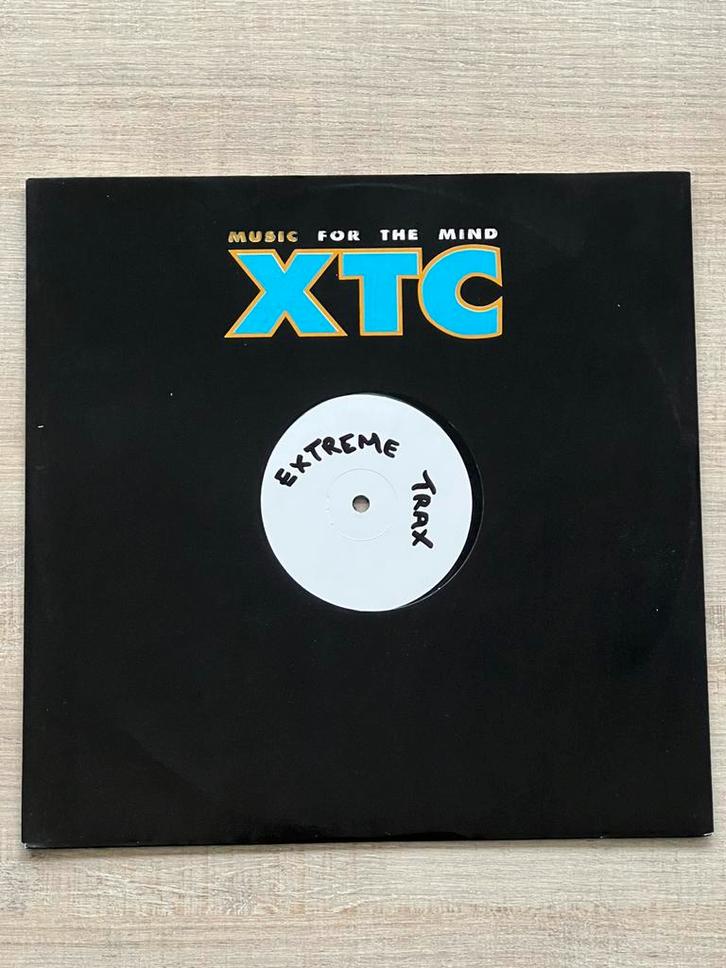 MUSIC FOR THE MIND
XTC
EXTREME TRAX